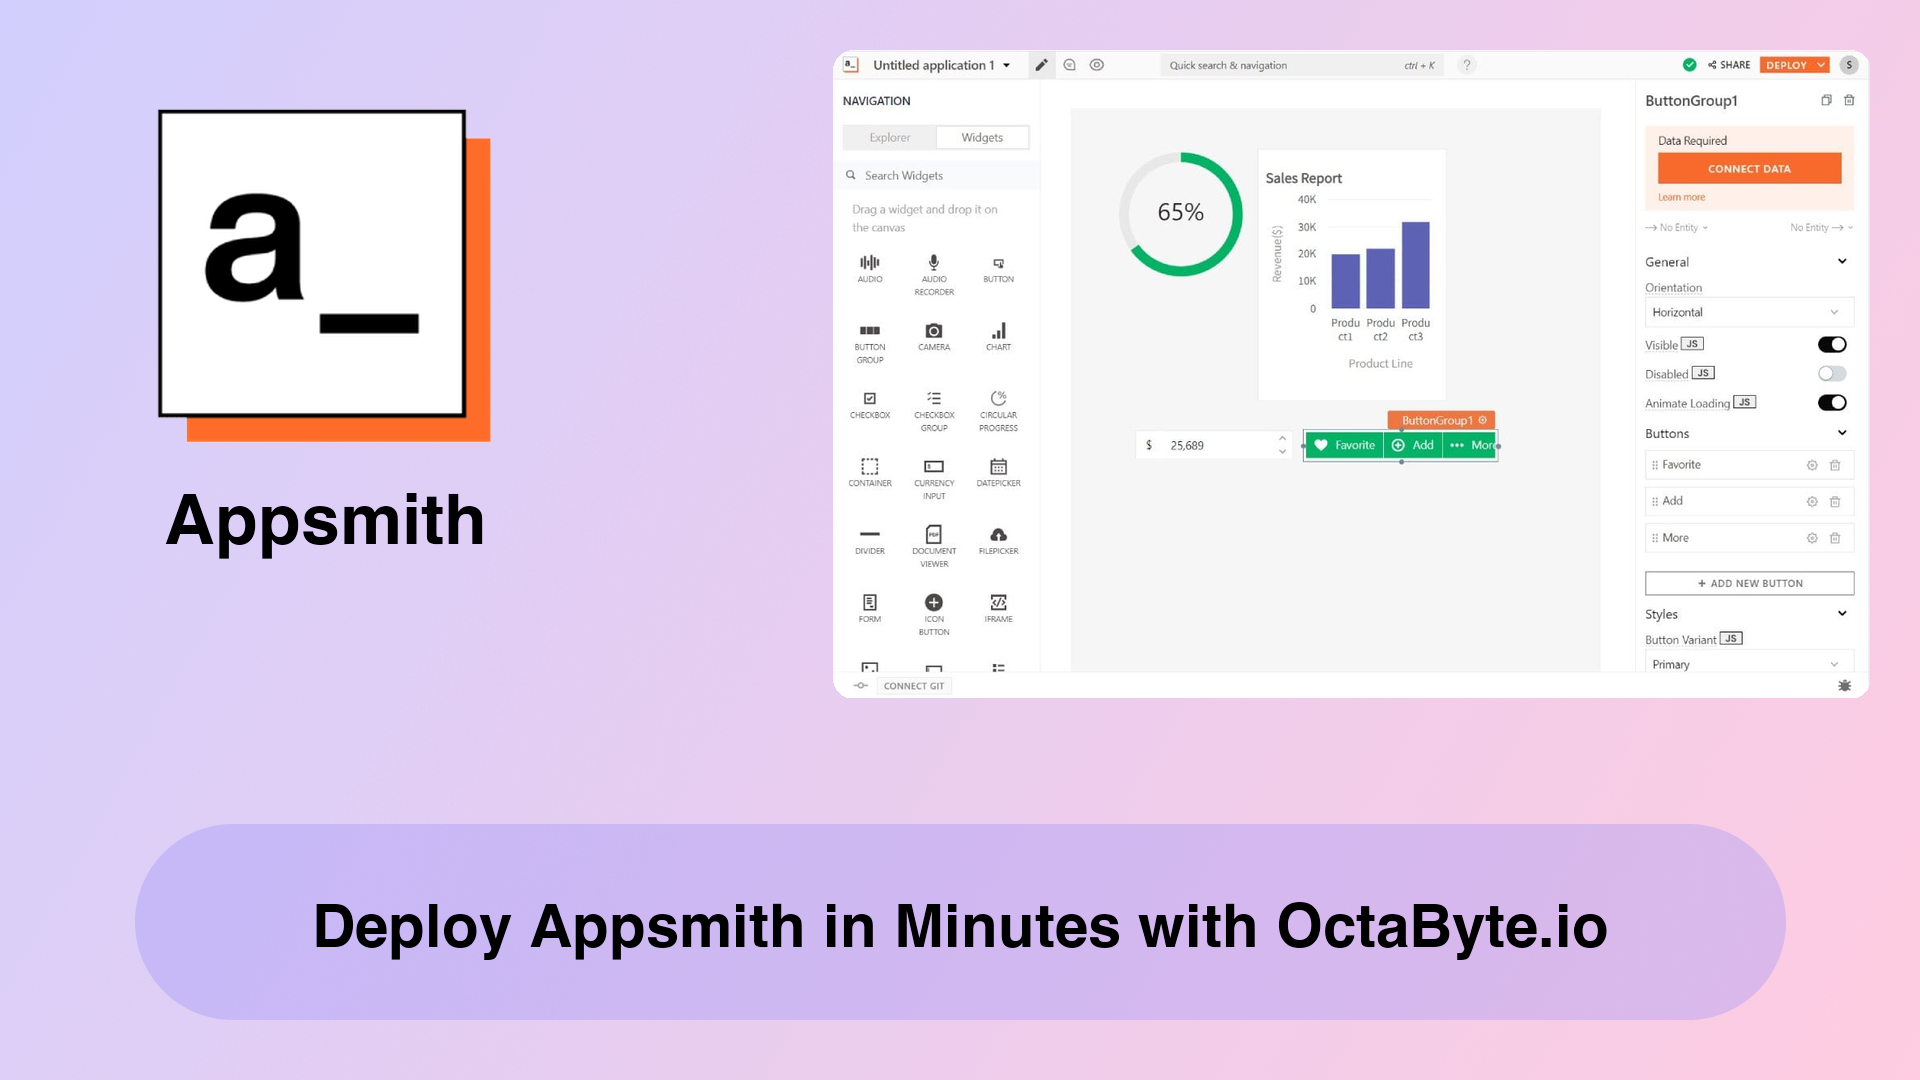 a_
Appsmith
a_
Untitled application 1
Quick search & navigation
ctrl + K
?
SHARE
DEPLOY
S
NAVIGATION
Explorer
Widgets
Search Widgets
Drag a widget and drop it on
the canvas
AUDIO
AUDIO
RECORDER
BUTTON
BUTTON
GROUP
CAMERA
CHART
CHECKBOX
CHECKBOX
GROUP
CIRCULAR
PROGRESS
CONTAINER
CURRENCY
INPUT
DATEPICKER
DIVIDER
DOCUMENT
VIEWER
FILEPICKER
FORM
ICON
BUTTON
IFRAME
CONNECT GIT
65%
Sales Report
40K
30K
20K
10K
0
Revenue($)
Produ
ct1
Produ
ct2
Produ
ct3
Product Line
ButtonGroup1
$ 25,689
Favorite
Add
More
ButtonGroup1
Data Required
CONNECT DATA
Learn more
No Entity
No Entity
General
Orientation
Horizontal
Visible JS
Disabled JS
Animate Loading JS
Buttons
Favorite
Add
More
+ ADD NEW BUTTON
Styles
Button Variant JS
Primary
Deploy Appsmith in Minutes with OctaByte.io